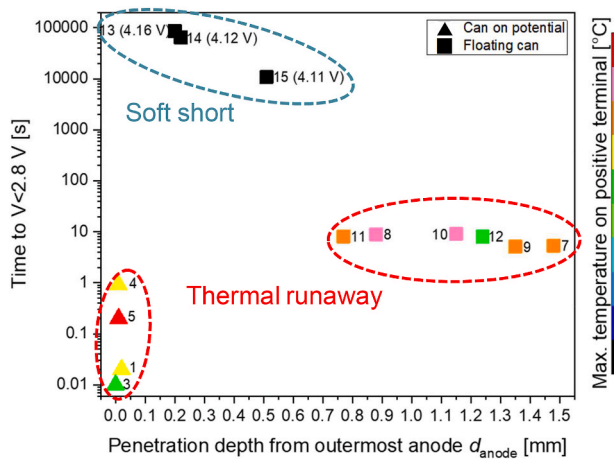 100000
10000
1000
100
10
1
0.1
0.01
Time to V<2.8 V [s]
13 (4.16 V)
14 (4.12 V)
15 (4.11 V)
Can on potential
Floating can
Soft short
11
8
10
12
9
7
Thermal runaway
4
5
1
3
0.0 0.1 0.2 0.3 0.4 0.5 0.6 0.7 0.8 0.9 1.0 1.1 1.2 1.3 1.4 1.5
Penetration depth from outermost anode d_anode [mm]
Max. temperature on positive terminal [°C]